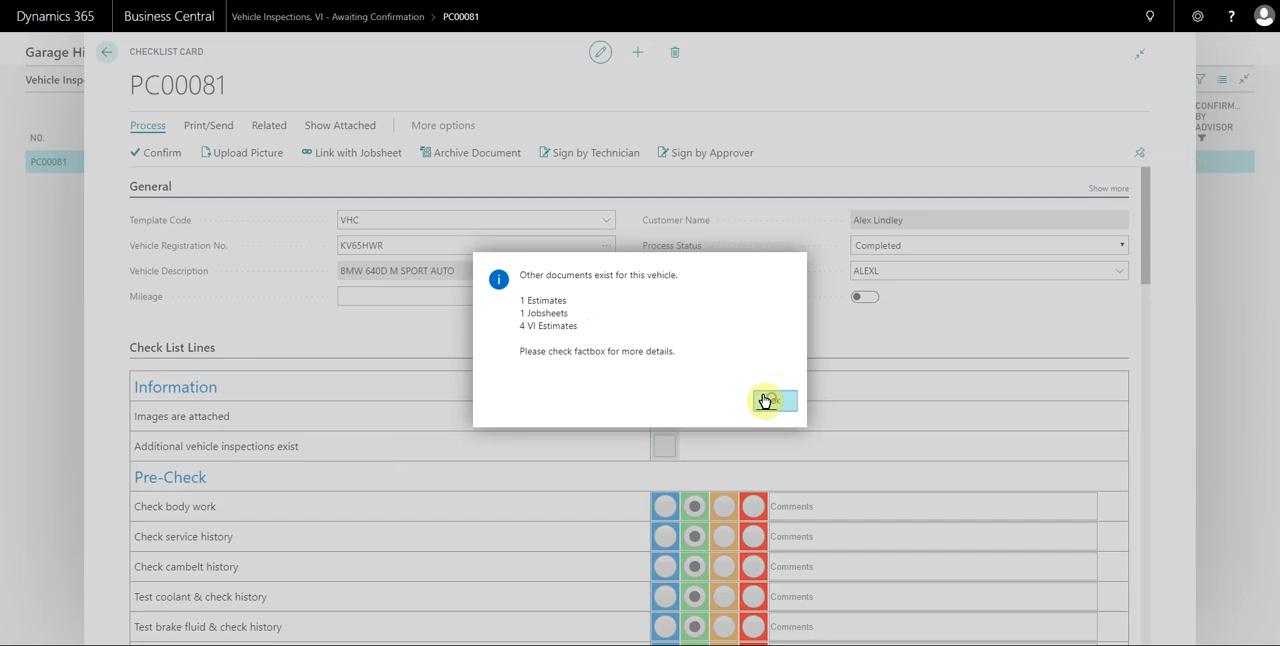 Dynamics 365 Business Central Vehicle Inspections, VI - Awaiting Confirmation > PC00081 ?
Garage Hi
CHECKLIST CARD
Vehicle Insp
PC00081
CONFIRM...
BY
ADVISOR
NO.
PC00081
Process Print/Send Related Show Attached More options
Confirm Upload Picture Link with Jobsheet Archive Document Sign by Technician Sign by Approver
General Show more
Template Code VHC Customer Name Alex Lindley
Vehicle Registration No. KV65HWR Process Status Completed
Vehicle Description BMW 640D M SPORT AUTO ALEXL
Mileage
Other documents exist for this vehicle.
1 Estimates
1 Jobsheets
4 VI Estimates
Please check factbox for more details.
Check List Lines
Information
Images are attached
Additional vehicle inspections exist
Pre-Check
Check body work Comments
Check service history Comments
Check cambelt history Comments
Test coolant & check history Comments
Test brake fluid & check history Comments